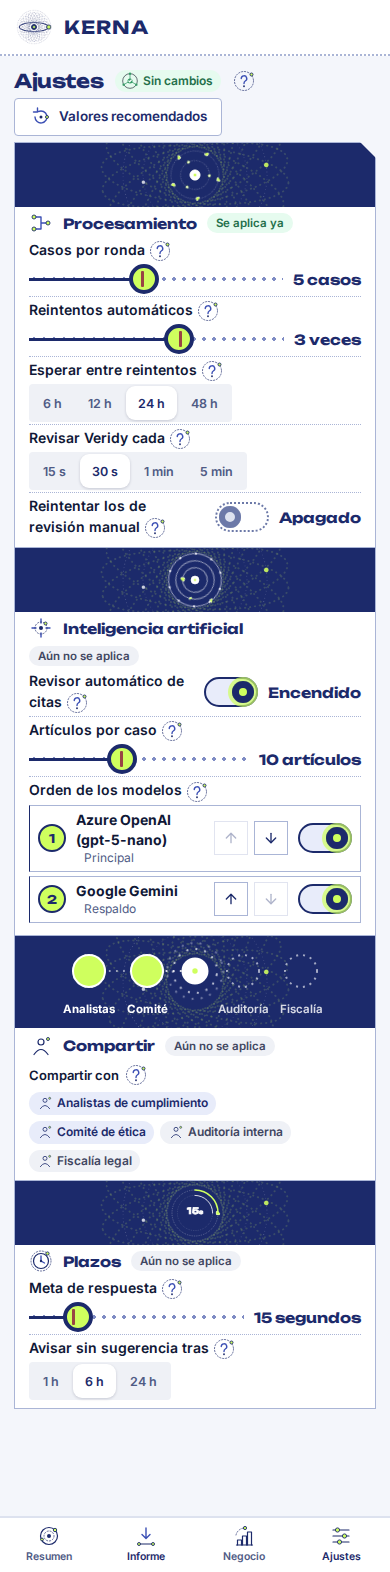 KERNA
Ajustes Sin cambios ?
Valores recomendados
Procesamiento Se aplica ya
Casos por ronda ?
5 casos
Reintentos automáticos ?
3 veces
Esperar entre reintentos ?
6 h 12 h 24 h 48 h
Revisar Veridy cada ?
15 s 30 s 1 min 5 min
Reintentar los de
revisión manual ? Apagado
Inteligencia artificial
Aún no se aplica
Revisor automático de
citas ? Encendido
Artículos por caso ?
10 artículos
Orden de los modelos ?
1 Azure OpenAI
(gpt-5-nano)
Principal
2 Google Gemini
Respaldo
Analistas Comité Auditoría Fiscalía
Compartir Aún no se aplica
Compartir con ?
Analistas de cumplimiento
Comité de ética Auditoría interna
Fiscalía legal
15s
Plazos Aún no se aplica
Meta de respuesta ?
15 segundos
Avisar sin sugerencia tras ?
1 h 6 h 24 h
Resumen Informe Negocio Ajustes